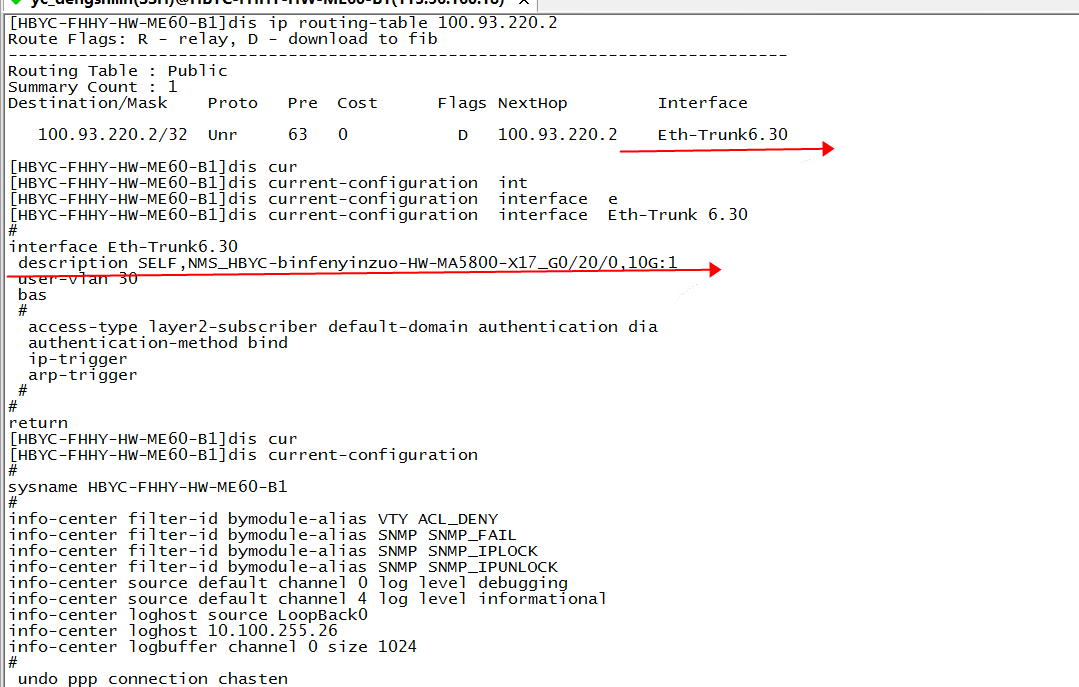 yc_dengshilin(SSH)@HBYC-FHHY-HW-ME60-B1
[HBYC-FHHY-HW-ME60-B1]dis ip routing-table 100.93.220.2
Route Flags: R - relay, D - download to fib
------------------------------------------------------------------------------
Routing Table : Public
Summary Count : 1
Destination/Mask    Proto   Pre  Cost      Flags NextHop         Interface
100.93.220.2/32  Unr     63   0           D   100.93.220.2    Eth-Trunk6.30
[HBYC-FHHY-HW-ME60-B1]dis cur
[HBYC-FHHY-HW-ME60-B1]dis current-configuration  int
[HBYC-FHHY-HW-ME60-B1]dis current-configuration  interface  e
[HBYC-FHHY-HW-ME60-B1]dis current-configuration  interface  Eth-Trunk 6.30
#
interface Eth-Trunk6.30
description SELF,NMS_HBYC-binfenyinzuo-HW-MA5800-X17_G0/20/0,10G:1
user-vlan 30
bas
#
access-type layer2-subscriber default-domain authentication dia
authentication-method bind
ip-trigger
arp-trigger
#
#
return
[HBYC-FHHY-HW-ME60-B1]dis cur
[HBYC-FHHY-HW-ME60-B1]dis current-configuration
#
sysname HBYC-FHHY-HW-ME60-B1
#
info-center filter-id bymodule-alias VTY ACL_DENY
info-center filter-id bymodule-alias SNMP SNMP_FAIL
info-center filter-id bymodule-alias SNMP SNMP_IPLOCK
info-center filter-id bymodule-alias SNMP SNMP_IPUNLOCK
info-center source default channel 0 log level debugging
info-center source default channel 4 log level informational
info-center loghost source LoopBack0
info-center loghost 10.100.255.26
info-center logbuffer channel 0 size 1024
#
undo ppp connection chasten